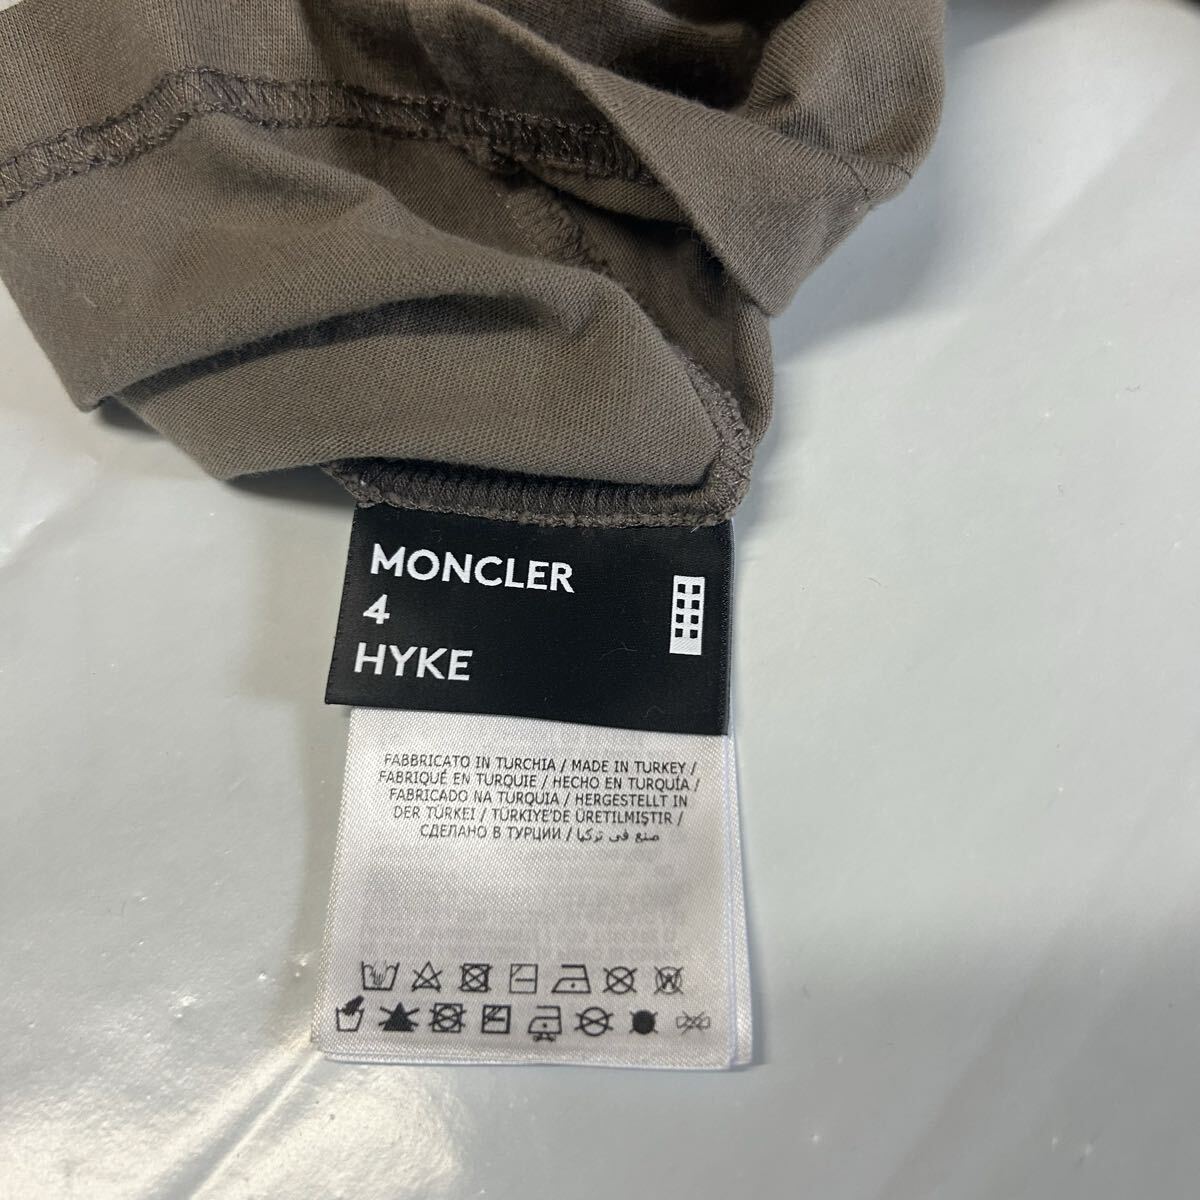 MONCLER
4
HYKE
FABBRICATO IN TURCHIA / MADE IN TURKEY /
FABRIQUÉ EN TURQUIE / HECHO EN TURQUÍA /
FABRICADO NA TURQUIA / HERGESTELLT IN
DER TÜRKEI / TÜRKIYE'DE ÜRETILMIŞTIR /
СДЕЛАНО В ТУРЦИИ / صنع في تركيا
W